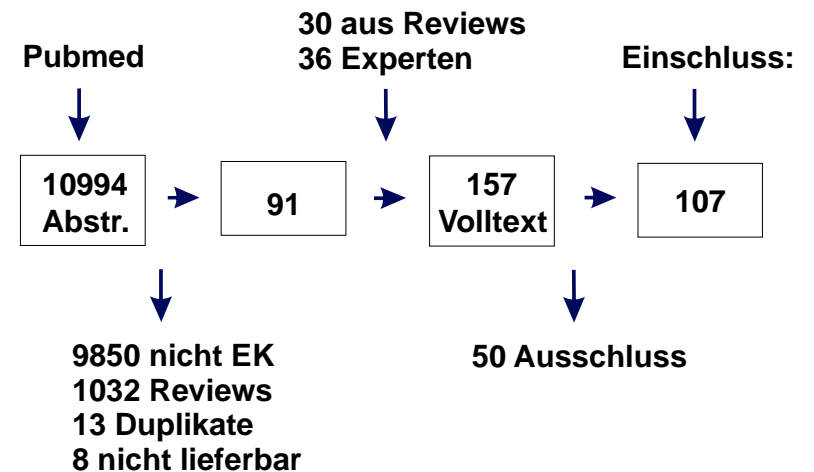 Pubmed
30 aus Reviews
36 Experten
Einschluss:
10994
Abstr.
91
157
Volltext
107
9850 nicht EK
1032 Reviews
13 Duplikate
8 nicht lieferbar
50 Ausschluss